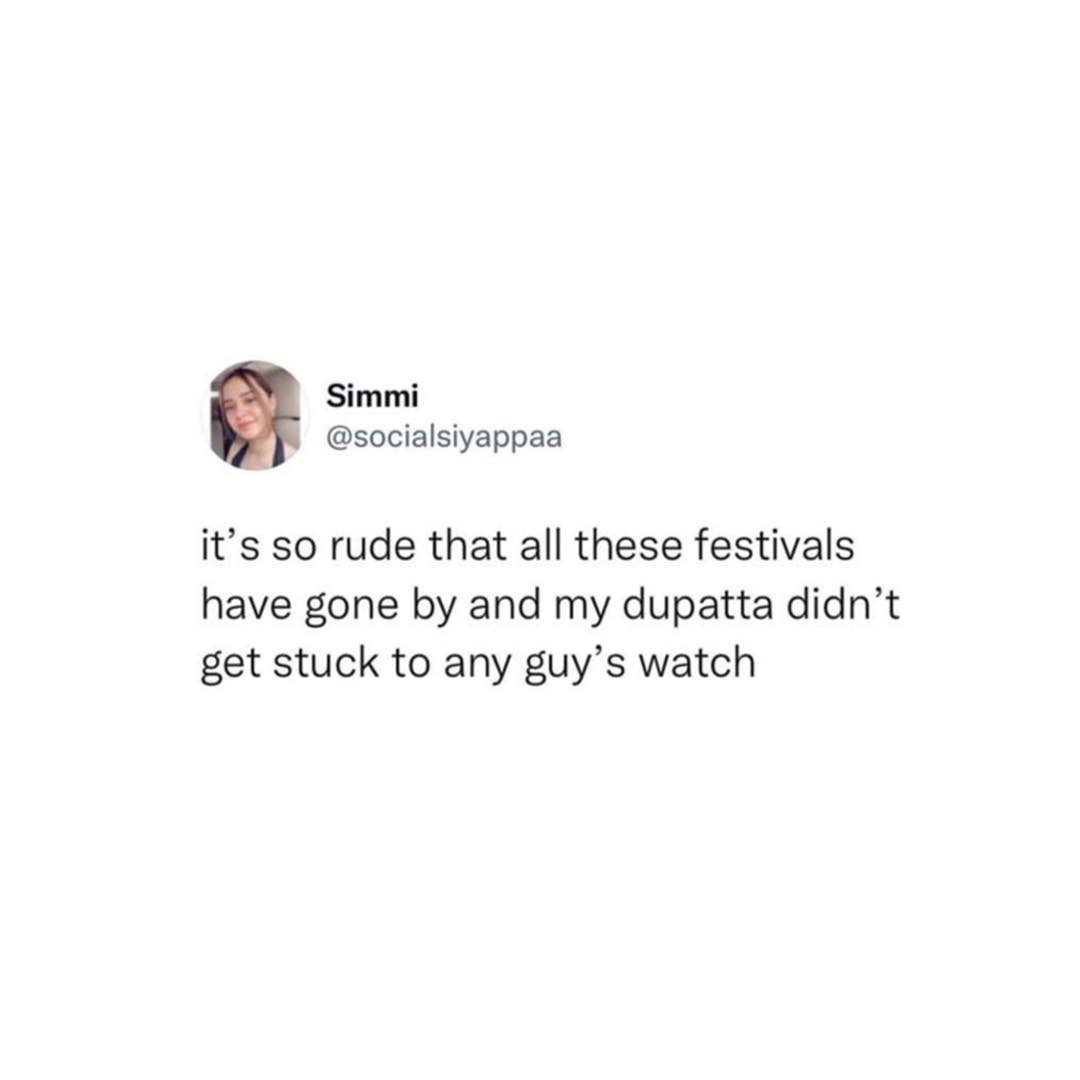 Simmi
@socialsiyappaa
it’s so rude that all these festivals
have gone by and my dupatta didn’t
get stuck to any guy’s watch